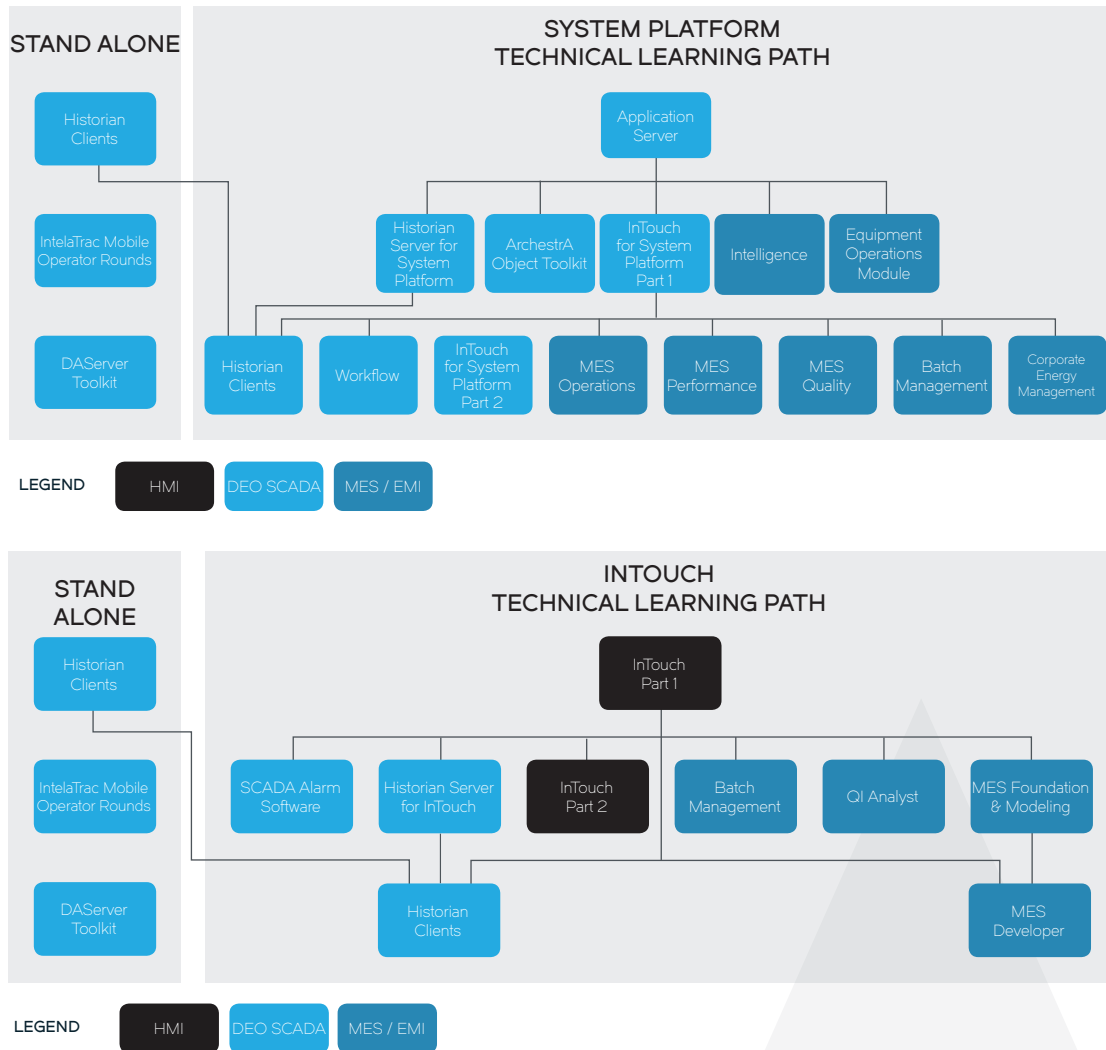 STAND ALONE
Historian
Clients
IntelaTrac Mobile
Operator Rounds
DAServer
Toolkit
SYSTEM PLATFORM
TECHNICAL LEARNING PATH
Application
Server
Historian
Server for
System
Platform
ArchestrA
Object Toolkit
InTouch
for System
Platform
Part 1
Intelligence
Equipment
Operations
Module
Historian
Clients
Workflow
InTouch
for System
Platform
Part 2
MES
Operations
MES
Performance
MES
Quality
Batch
Management
Corporate
Energy
Management
LEGEND
HMI
DEO SCADA
MES / EMI
STAND
ALONE
Historian
Clients
IntelaTrac Mobile
Operator Rounds
DAServer
Toolkit
INTOUCH
TECHNICAL LEARNING PATH
InTouch
Part 1
SCADA Alarm
Software
Historian Server
for InTouch
InTouch
Part 2
Batch
Management
QI Analyst
MES Foundation
& Modeling
Historian
Clients
MES
Developer
LEGEND
HMI
DEO SCADA
MES / EMI